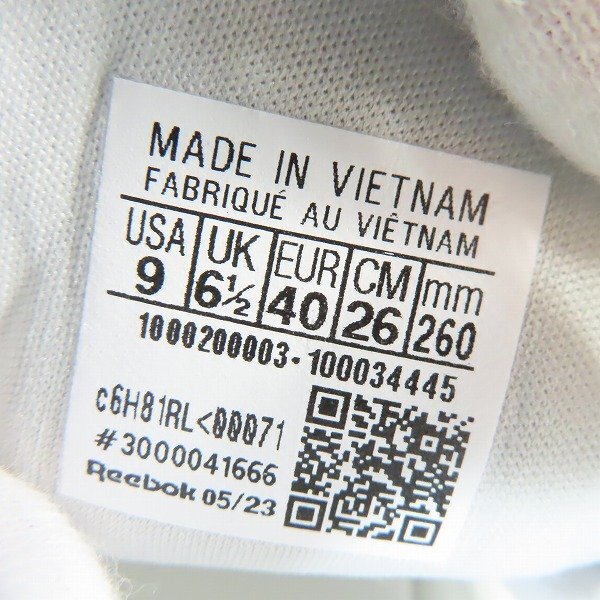 MADE IN VIETNAM
FABRIQUÉ AU VIÊTNAM
USA UK EUR CM mm
9 6½ 40 26 260
1000200003·100034445
c6H81RL<00071
#3000041666
Reebok 05/23